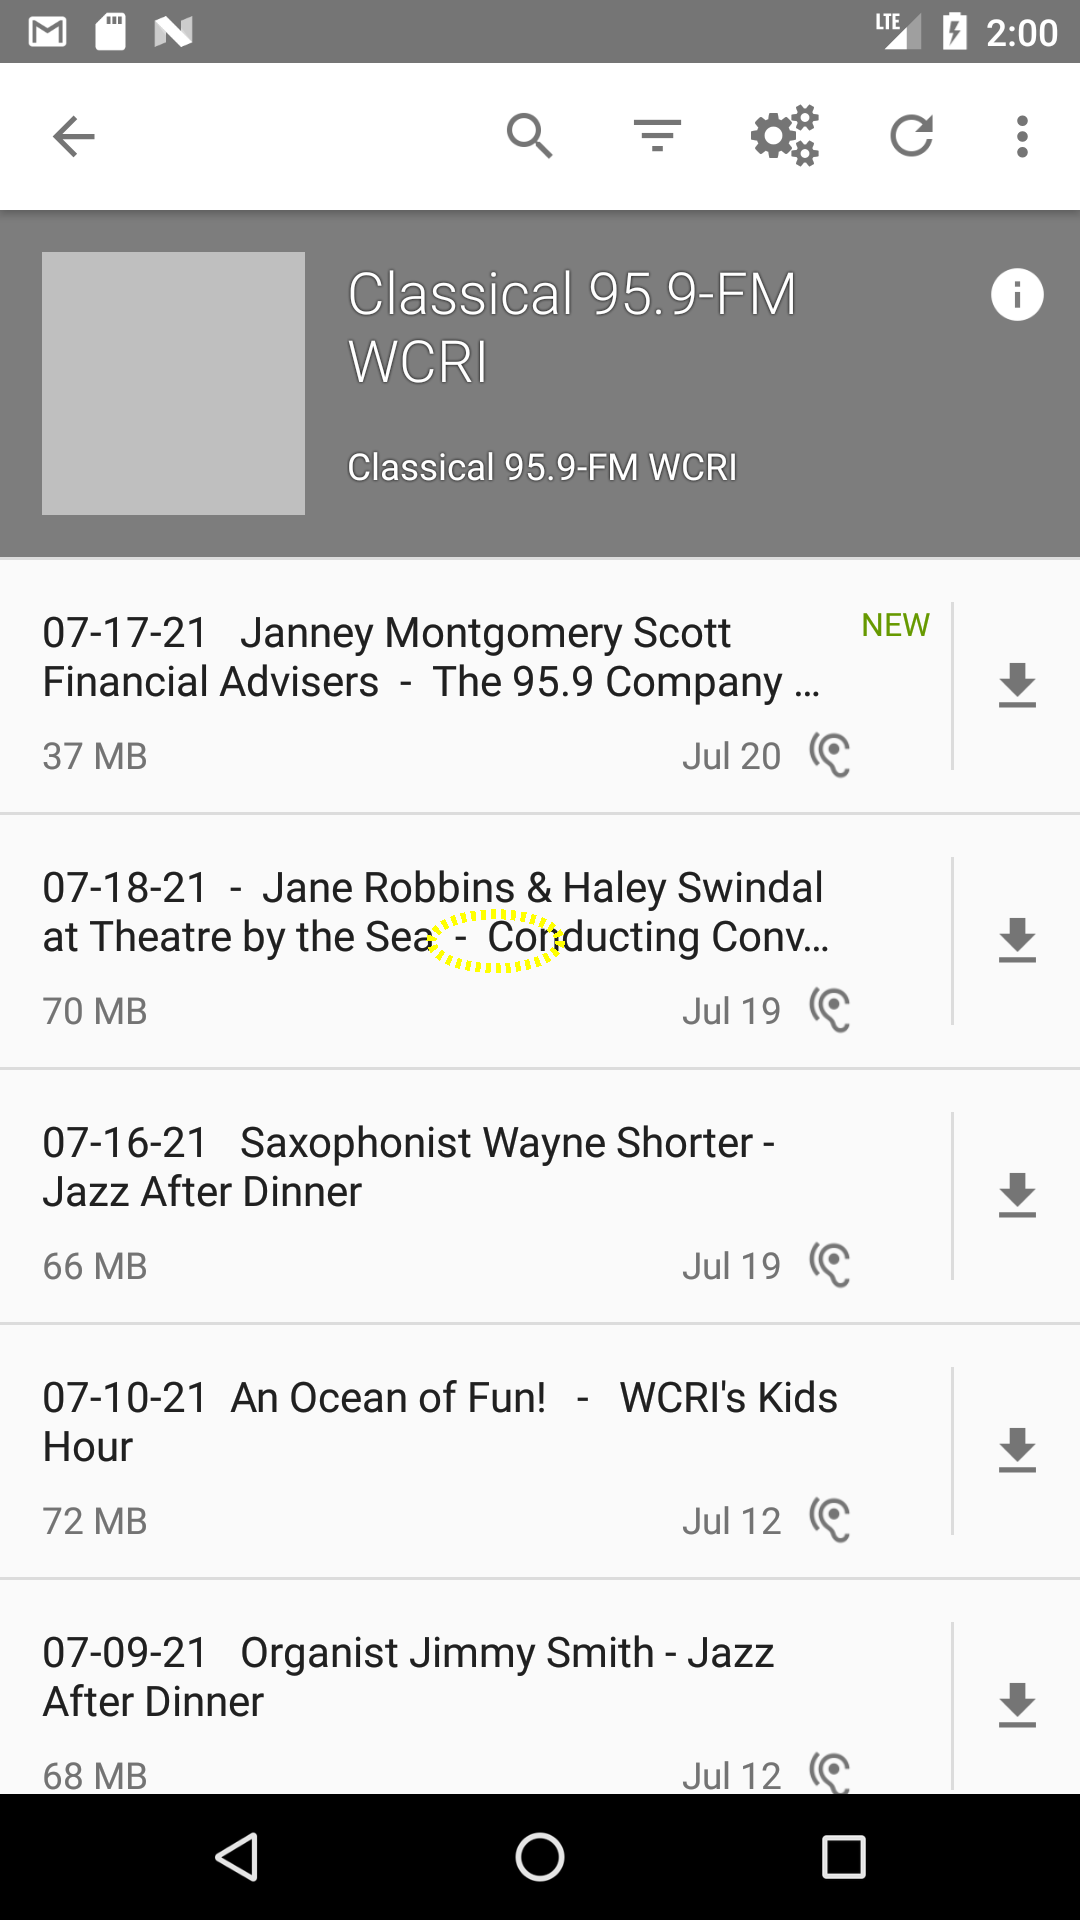 LTE 2:00
Classical 95.9-FM
WCRI
Classical 95.9-FM WCRI
07-17-21 Janney Montgomery Scott
NEW
Financial Advisers - The 95.9 Company ...
37 MB Jul 20
07-18-21 - Jane Robbins & Haley Swindal
at Theatre by the Sea - Conducting Conv...
70 MB Jul 19
07-16-21 Saxophonist Wayne Shorter -
Jazz After Dinner
66 MB Jul 19
07-10-21 An Ocean of Fun! - WCRI's Kids
Hour
72 MB Jul 12
07-09-21 Organist Jimmy Smith - Jazz
After Dinner
68 MB Jul 12